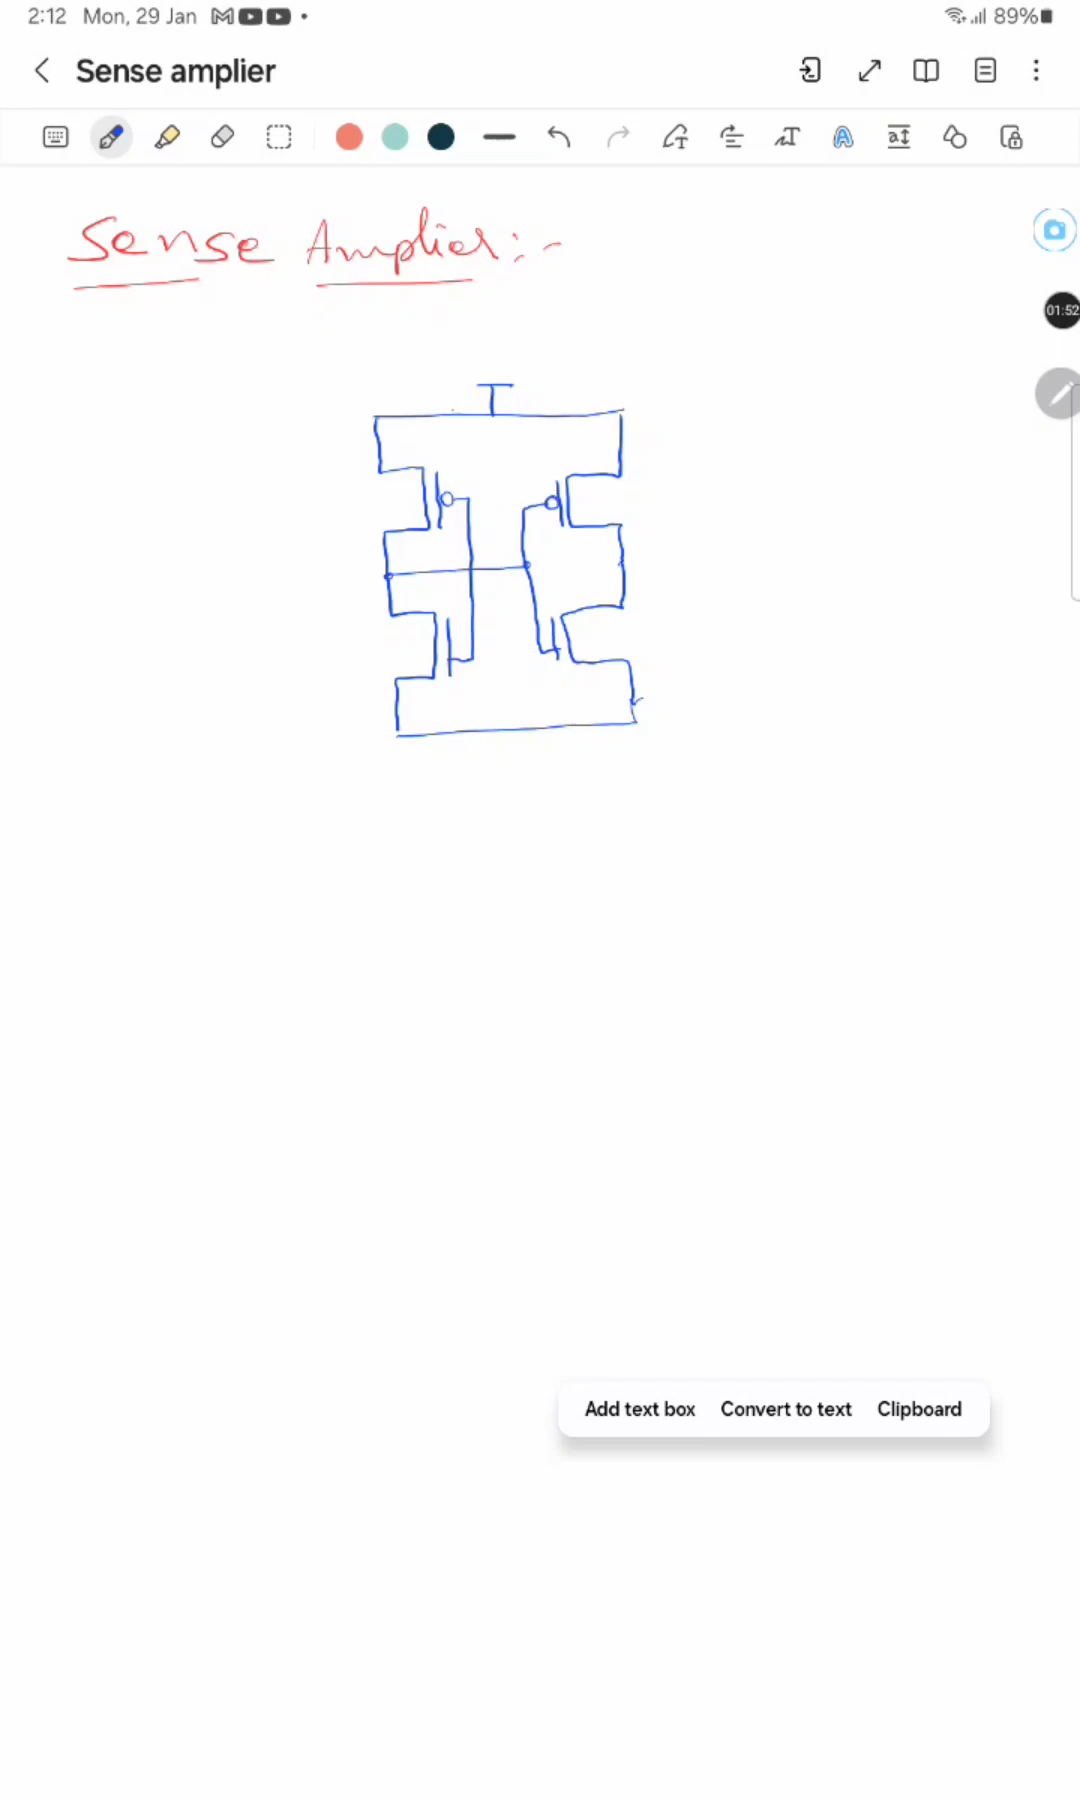 2:12 Mon, 29 Jan
89%
Sense amplier
Sense Amplier:-
01:52
Add text box Convert to text Clipboard